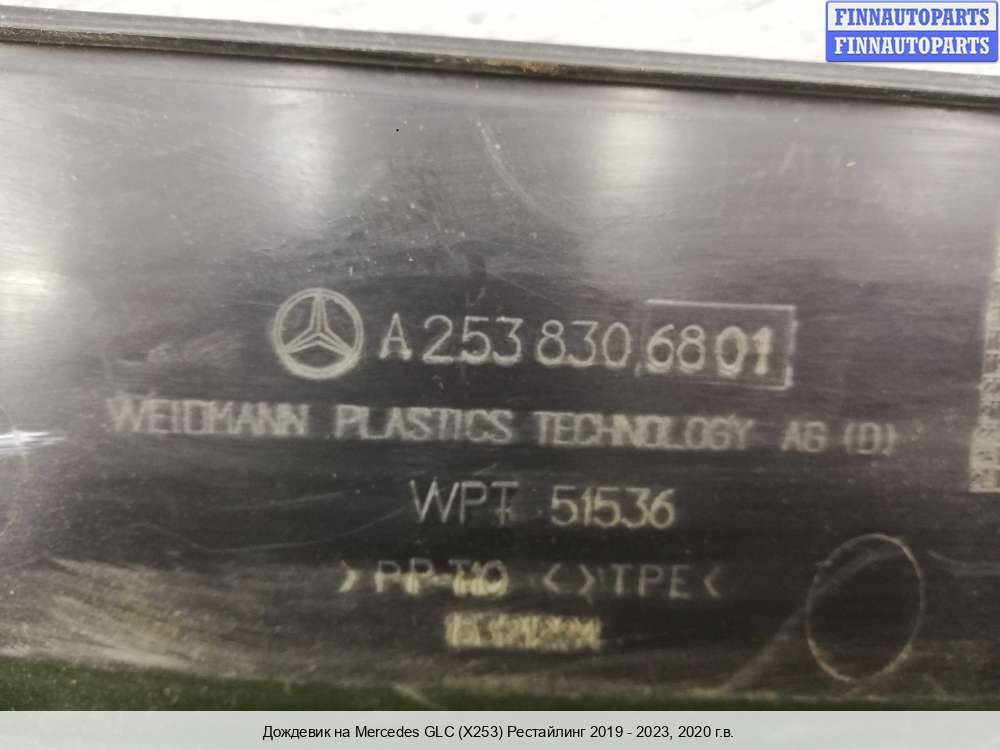 FINNAUTOPARTS
FINNAUTOPARTS
A 253 830 68 01
WEIDMANN PLASTICS TECHNOLOGY AG (D)
WPT 51536
>PP-T10 <>TPE<
Дождевик на Mercedes GLC (X253) Рестайлинг 2019 - 2023, 2020 г.в.